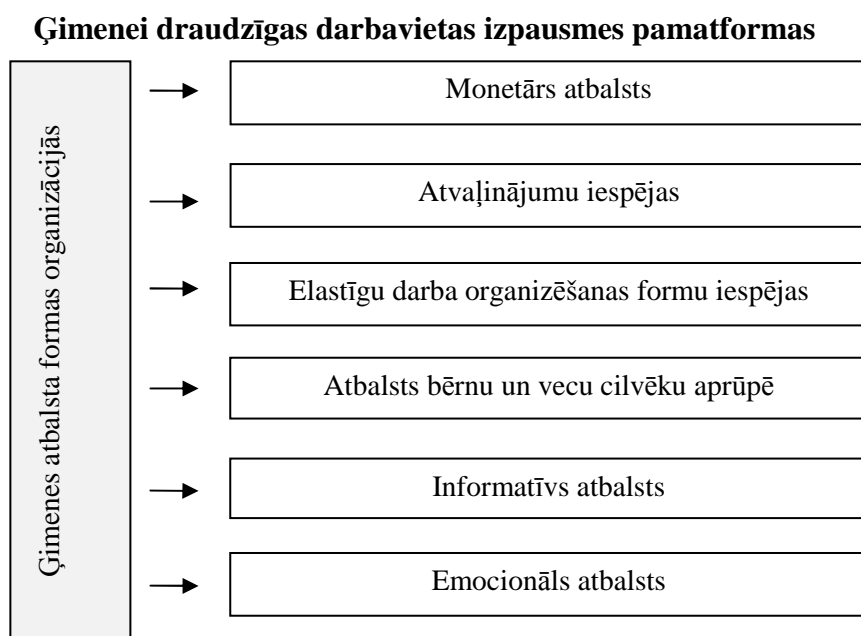 Ģimenei draudzīgas darbavietas izpausmes pamatformas
Ģimenes atbalsta formas organizācijās
Monetārs atbalsts
Atvaļinājumu iespējas
Elastīgu darba organizēšanas formu iespējas
Atbalsts bērnu un vecu cilvēku aprūpē
Informatīvs atbalsts
Emocionāls atbalsts